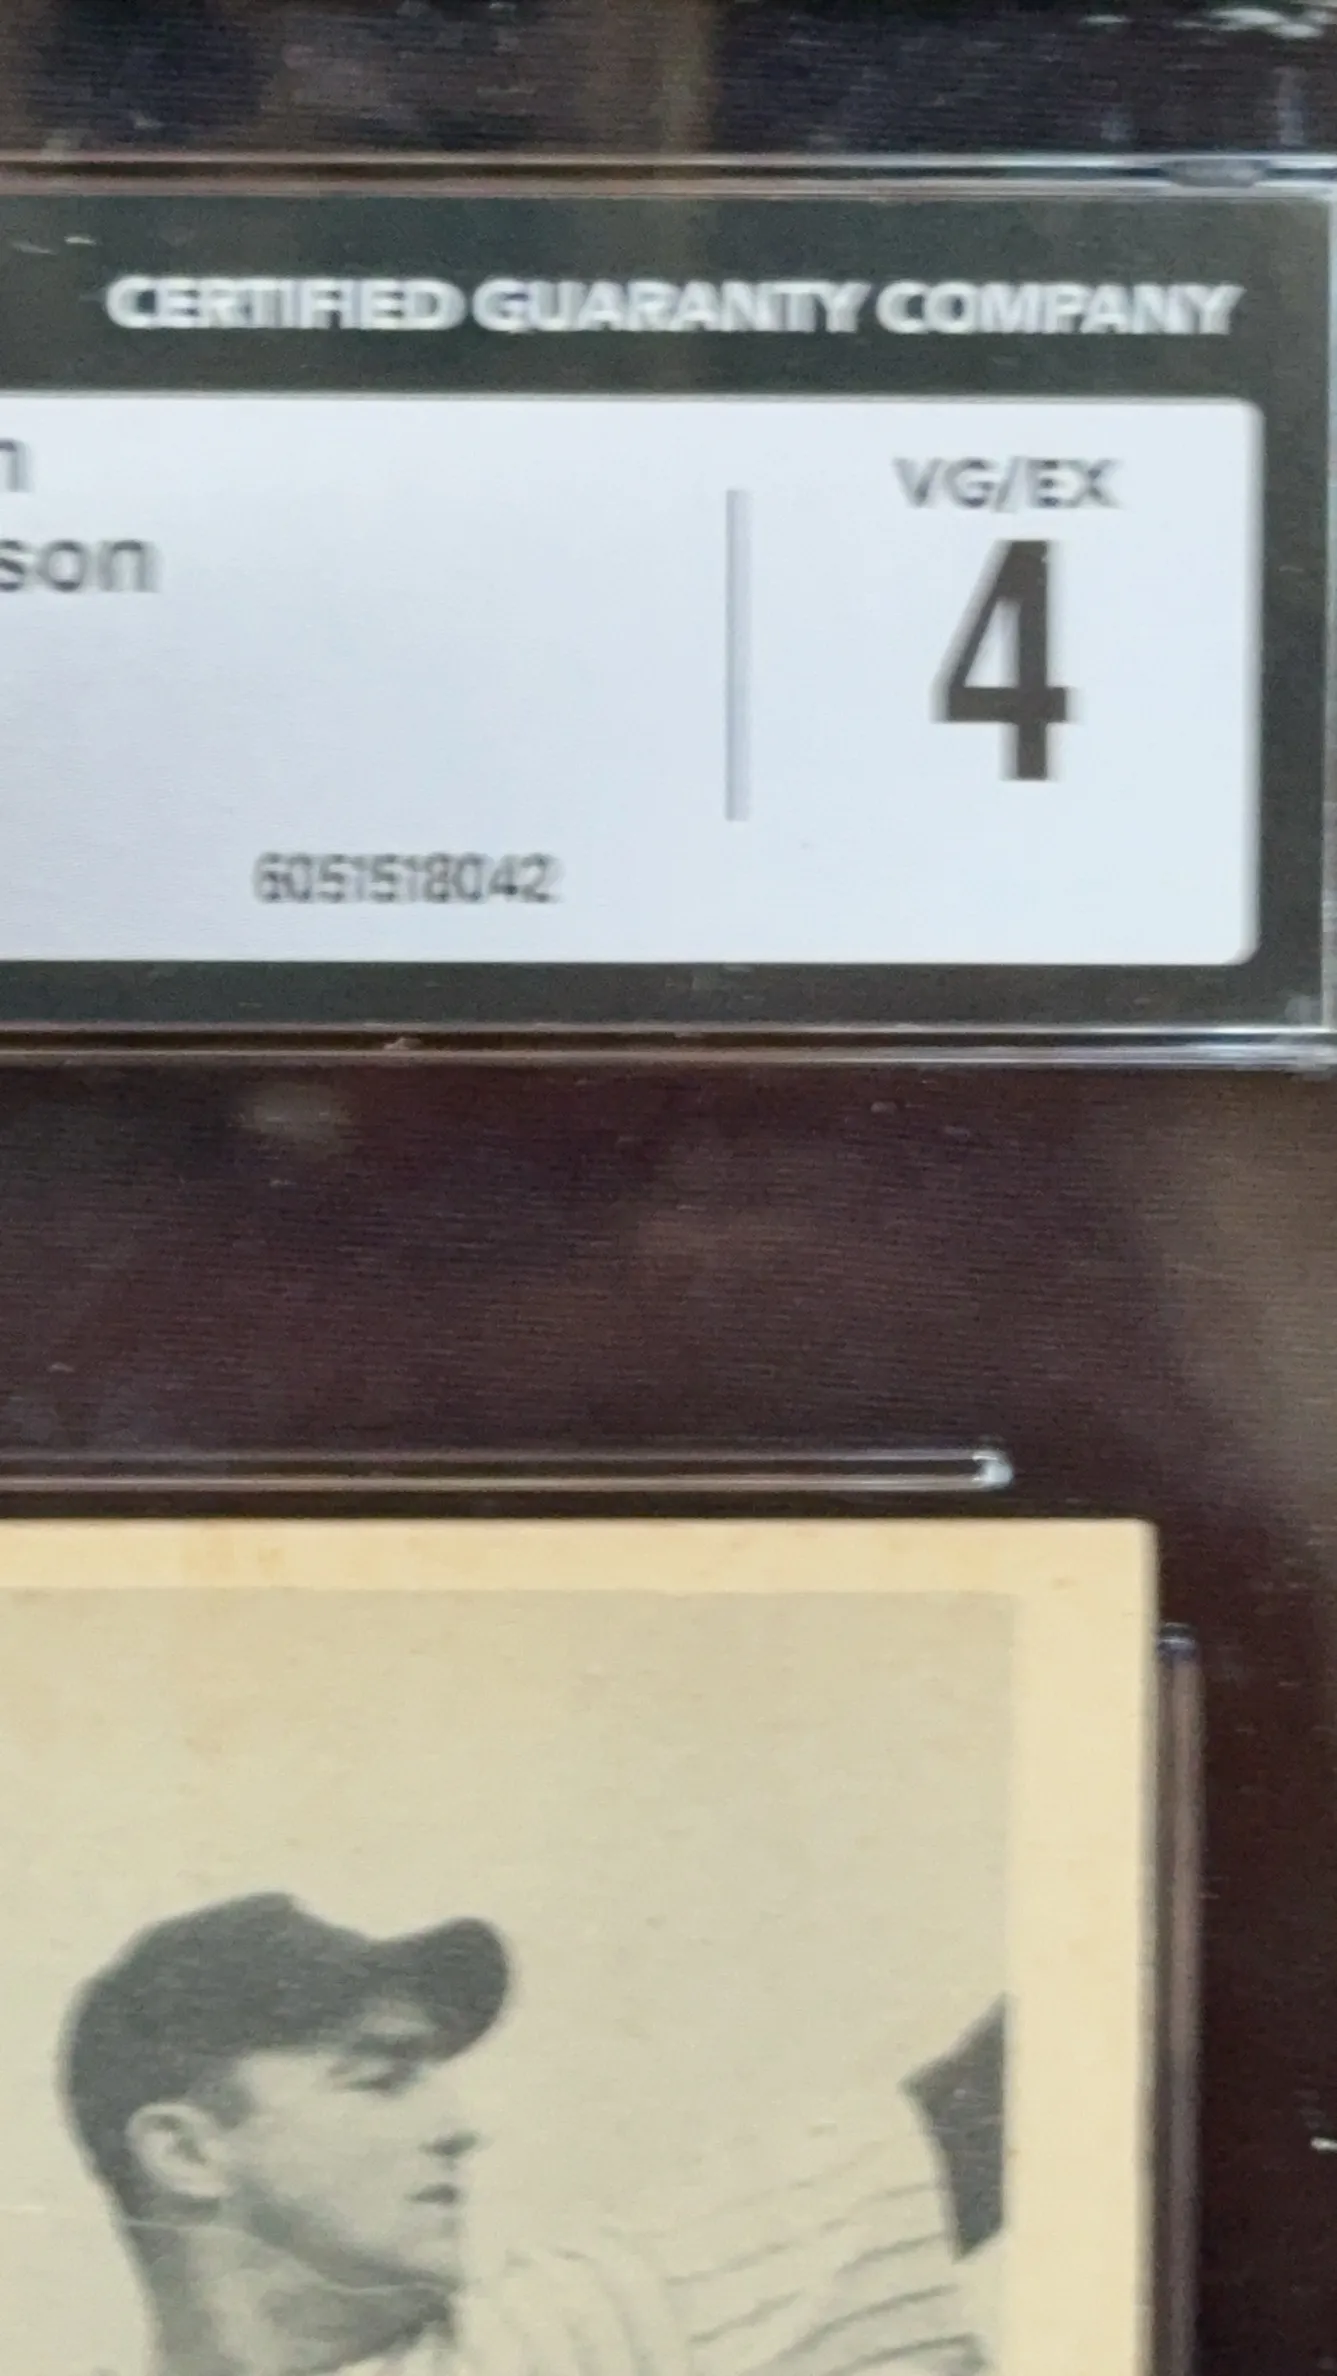 CERTIFIED GUARANTY COMPANY
n
VG/EX
son
4
6051518042